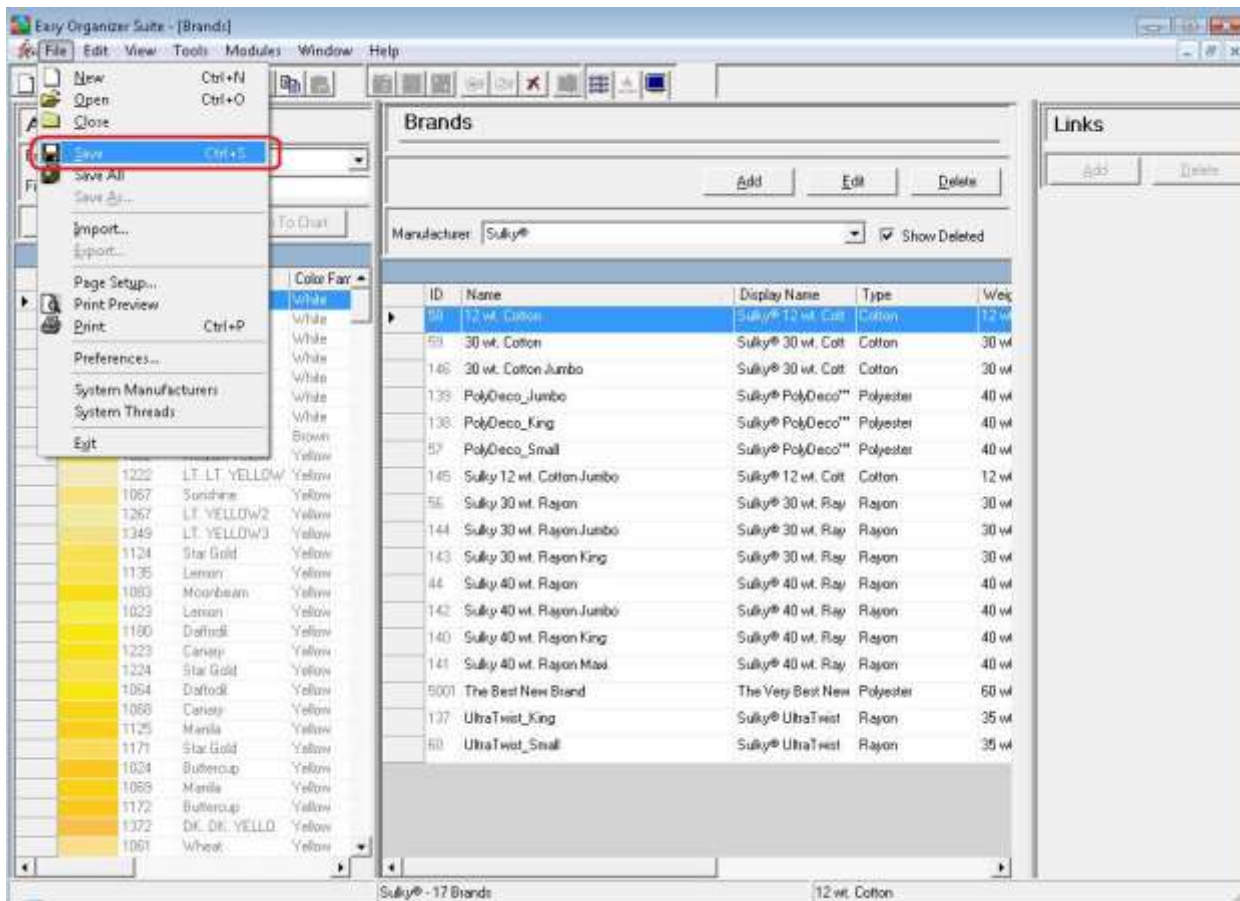 Easy Organizer Suite - [Brands]
File Edit View Tools Modules Window Help
New Ctrl+N
Open Ctrl+O
Close
Save Ctrl+S
Save All
Save As...
Import...
Export...
Page Setup...
Print Preview
Print Ctrl+P
Preferences...
System Manufacturers
System Threads
Exit
To Chart
Color Fam
White
White
White
White
White
White
White
Brown
Yellow
1222 LT. LT. YELLOW Yellow
1067 Sunshine Yellow
1267 LT. YELLOW2 Yellow
1349 LT. YELLOW3 Yellow
1124 Star Gold Yellow
1135 Lemon Yellow
1083 Moonbeam Yellow
1023 Lemon Yellow
1180 Daffodil Yellow
1223 Canary Yellow
1224 Star Gold Yellow
1064 Daffodil Yellow
1068 Canary Yellow
1125 Manila Yellow
1171 Star Gold Yellow
1024 Buttercup Yellow
1069 Manila Yellow
1172 Buttercup Yellow
1372 DK. DK. YELLO Yellow
1061 Wheat Yellow
Brands
Add Edit Delete
Manufacturer: Sulky® Show Deleted
ID Name Display Name Type Weig
58 12 wt. Cotton Sulky® 12 wt. Cott Cotton 12 wt
59 30 wt. Cotton Sulky® 30 wt. Cott Cotton 30 wt
146 30 wt. Cotton Jumbo Sulky® 30 wt. Cott Cotton 30 wt
139 PolyDeco_Jumbo Sulky® PolyDeco™ Polyester 40 wt
138 PolyDeco_King Sulky® PolyDeco™ Polyester 40 wt
57 PolyDeco_Small Sulky® PolyDeco™ Polyester 40 wt
145 Sulky 12 wt. Cotton Jumbo Sulky® 12 wt. Cott Cotton 12 wt
56 Sulky 30 wt. Rayon Sulky® 30 wt. Ray Rayon 30 wt
144 Sulky 30 wt. Rayon Jumbo Sulky® 30 wt. Ray Rayon 30 wt
143 Sulky 30 wt. Rayon King Sulky® 30 wt. Ray Rayon 30 wt
44 Sulky 40 wt. Rayon Sulky® 40 wt. Ray Rayon 40 wt
142 Sulky 40 wt. Rayon Jumbo Sulky® 40 wt. Ray Rayon 40 wt
140 Sulky 40 wt. Rayon King Sulky® 40 wt. Ray Rayon 40 wt
141 Sulky 40 wt. Rayon Maxi Sulky® 40 wt. Ray Rayon 40 wt
5001 The Best New Brand The Very Best New Polyester 60 wt
137 UltraTwist_King Sulky® UltraTwist Rayon 35 wt
60 UltraTwist_Small Sulky® UltraTwist Rayon 35 wt
Links
Add Delete
Sulky® - 17 Brands 12 wt. Cotton